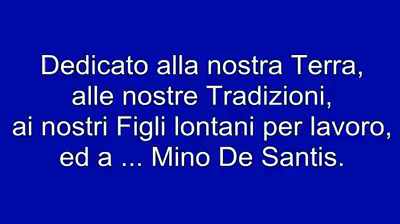 Dedicato alla nostra Terra,
alle nostre Tradizioni,
ai nostri Figli lontani per lavoro,
ed a ... Mino De Santis.